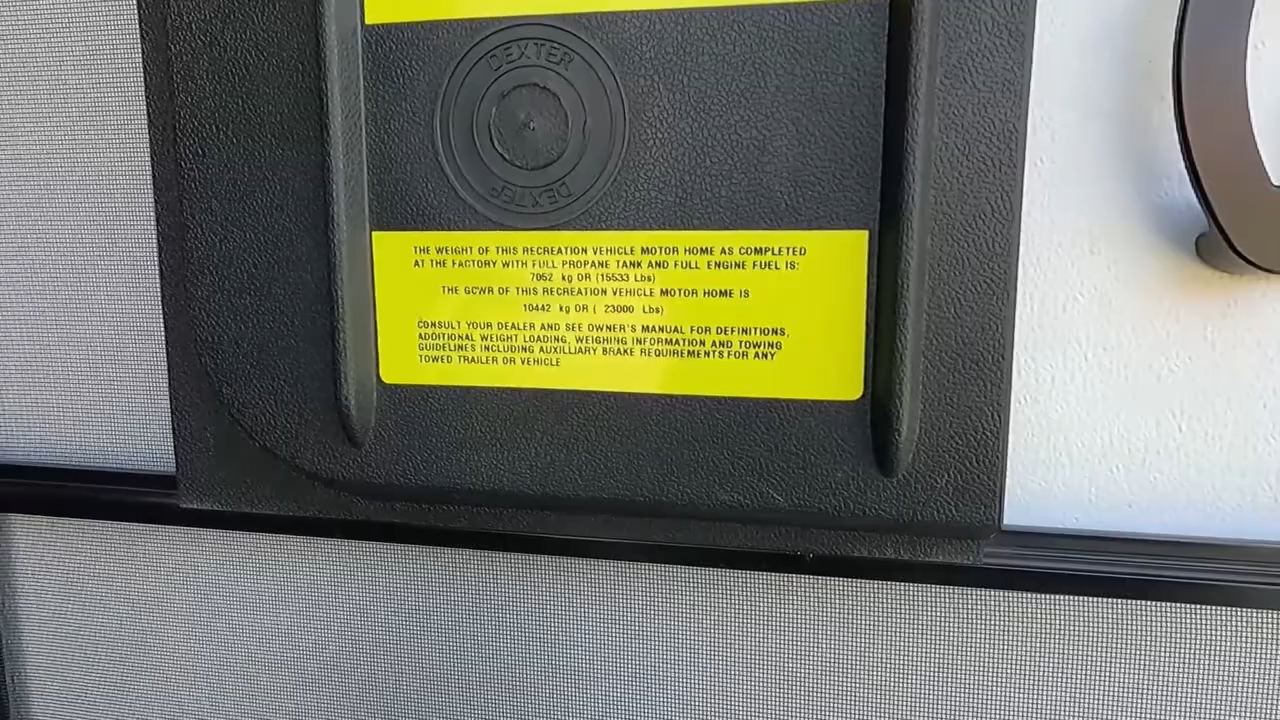 DEXTER
DEXTER
THE WEIGHT OF THIS RECREATION VEHICLE MOTOR HOME AS COMPLETED
AT THE FACTORY WITH FULL PROPANE TANK AND FULL ENGINE FUEL IS:
7052 kg OR (15533 Lbs)
THE GCWR OF THIS RECREATION VEHICLE MOTOR HOME IS
10442 kg OR ( 23000 Lbs)
CONSULT YOUR DEALER AND SEE OWNER'S MANUAL FOR DEFINITIONS,
ADDITIONAL WEIGHT LOADING, WEIGHING INFORMATION AND TOWING
GUIDELINES INCLUDING AUXILLIARY BRAKE REQUIREMENTS FOR ANY
TOWED TRAILER OR VEHICLE